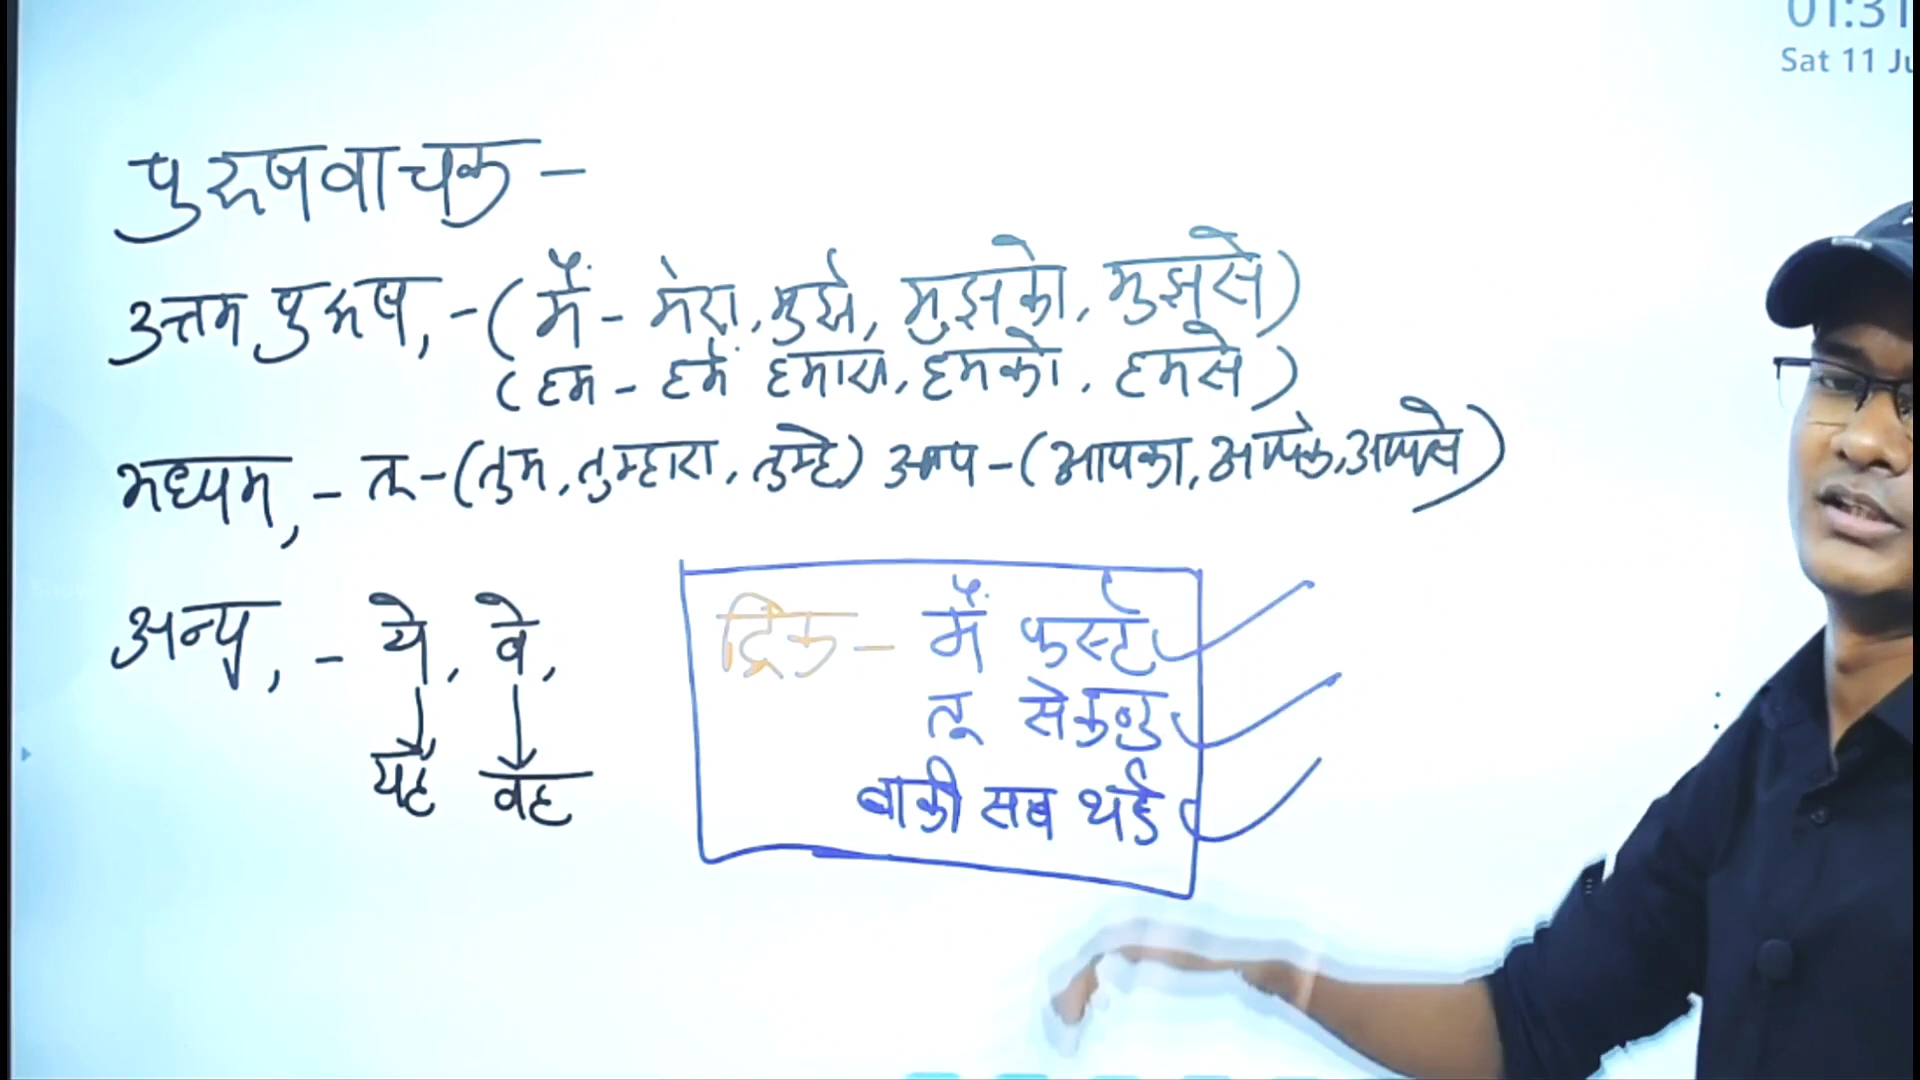 01:31
Sat 11 Ju
पुरुषवाचक -
उत्तम पुरुष, - (मैं - मेरा, मुझे, मुझको, मुझसे)
(हम - हमें हमारा, हमको, हमसे)
मध्यम, - तू - (तुम, तुम्हारा, तुम्हे) आप - (आपका, आपके, आपसे)
अन्य, - ये, वे,
यह वह
ट्रिक - मैं फर्स्ट
तू सेकण्ड
बाकी सब थर्ड